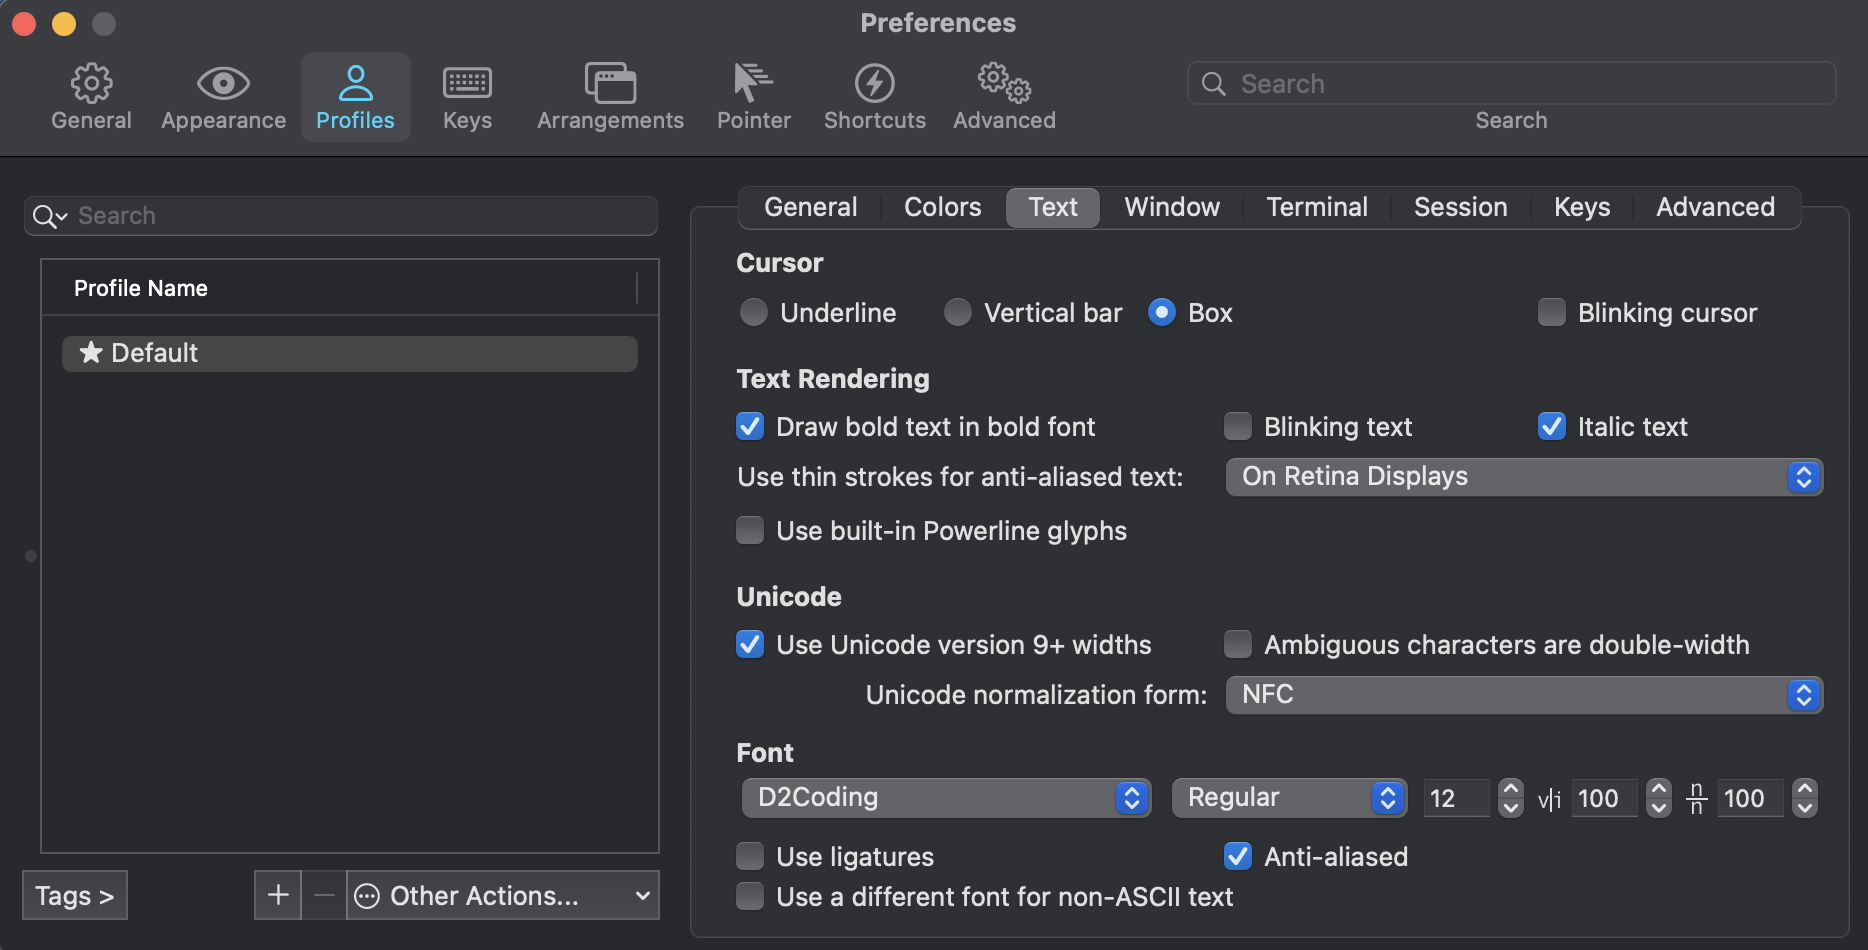 Preferences
General Appearance Profiles Keys Arrangements Pointer Shortcuts Advanced Search
Search
Search
Profile Name
Default
Tags >
+ − Other Actions...
General Colors Text Window Terminal Session Keys Advanced
Cursor
Underline Vertical bar Box Blinking cursor
Text Rendering
Draw bold text in bold font Blinking text Italic text
Use thin strokes for anti-aliased text: On Retina Displays
Use built-in Powerline glyphs
Unicode
Use Unicode version 9+ widths Ambiguous characters are double-width
Unicode normalization form: NFC
Font
D2Coding Regular 12 v|i 100 n/n 100
Use ligatures Anti-aliased
Use a different font for non-ASCII text